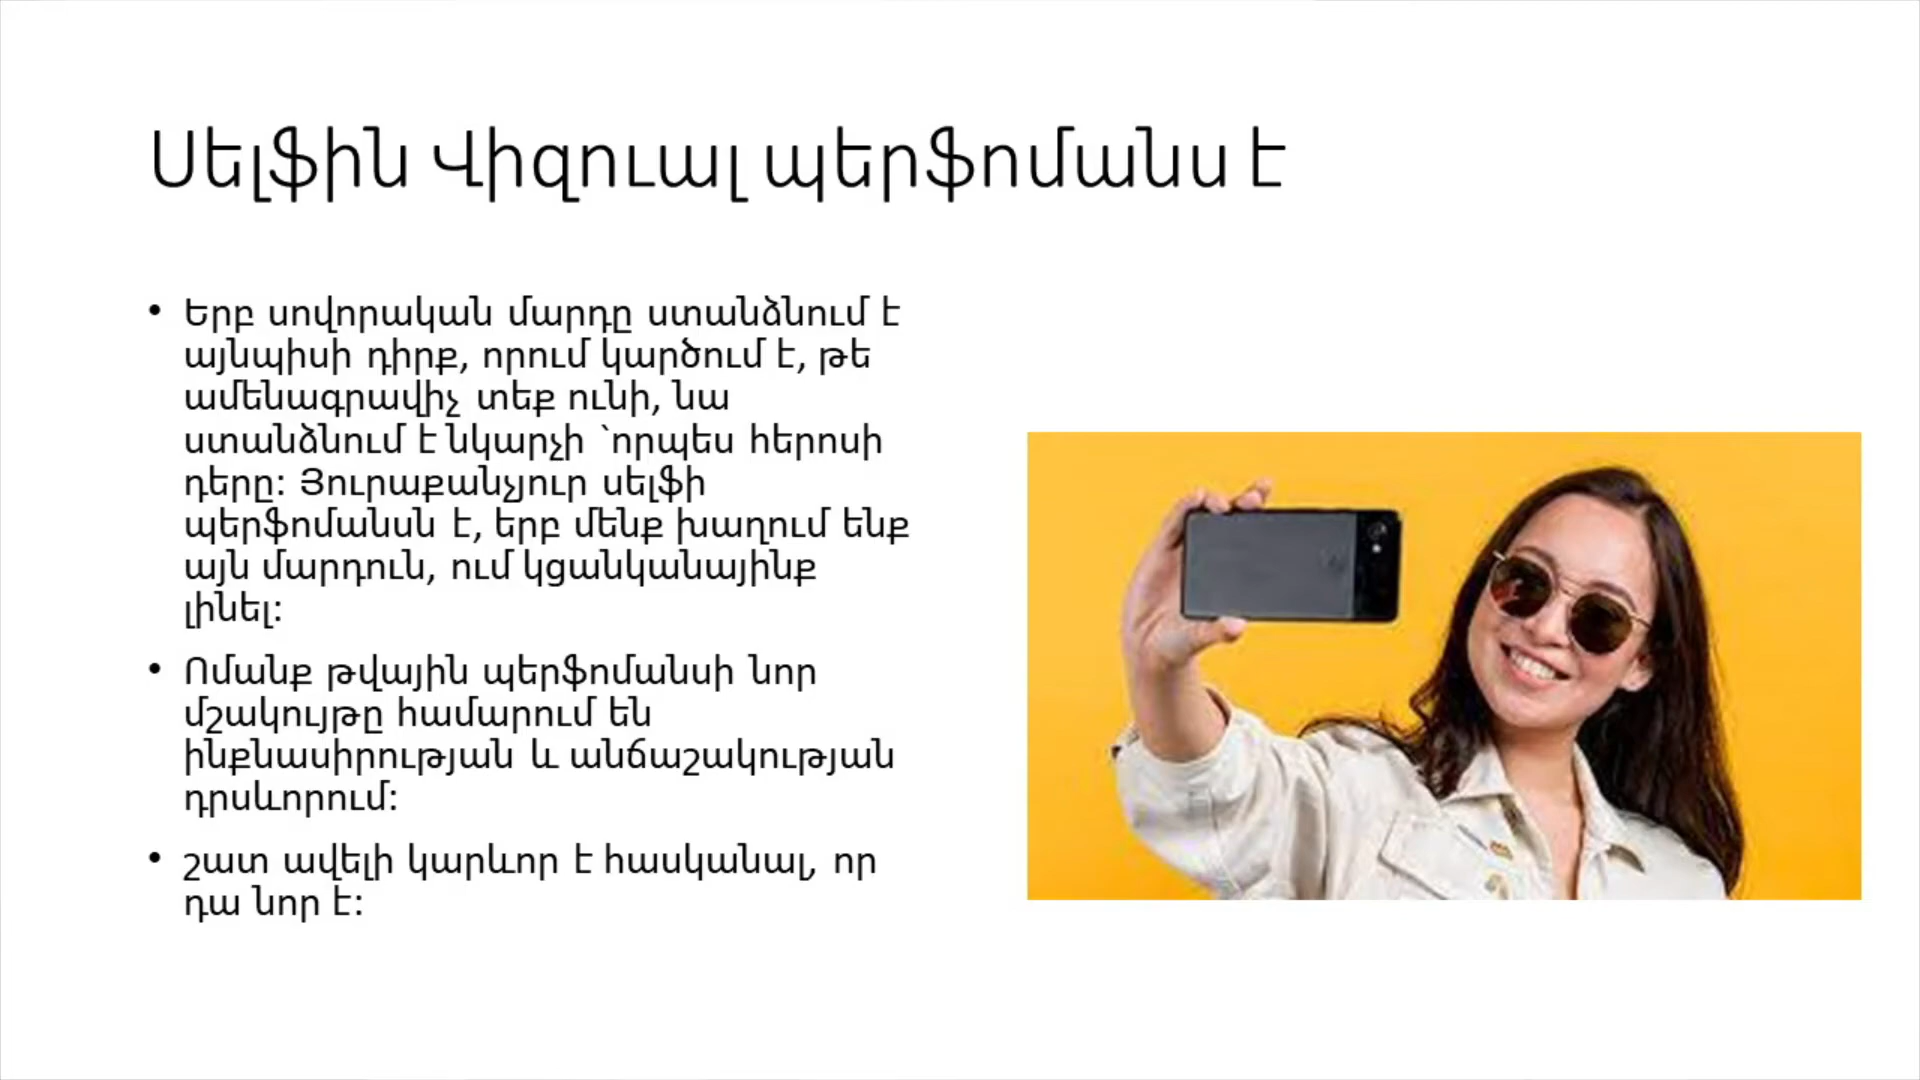 Սելֆին Վիզուալ պերֆոմանս է
• Երբ սովորական մարդը ստանձնում է
այնպիսի դիրք, որում կարծում է, թե
ամենագրավիչ տեք ունի, նա
ստանձնում է նկարչի `որպես հերոսի
դերը: Յուրաքանչյուր սելֆի
պերֆոմանսն է, երբ մենք խաղում ենք
այն մարդուն, ում կցանկանայինք
լինել:
• Ոմանք թվային պերֆոմանսի նոր
մշակույթը համարում են
ինքնասիրության և անճաշակության
դրսևորում:
• շատ ավելի կարևոր է հասկանալ, որ
դա նոր է: